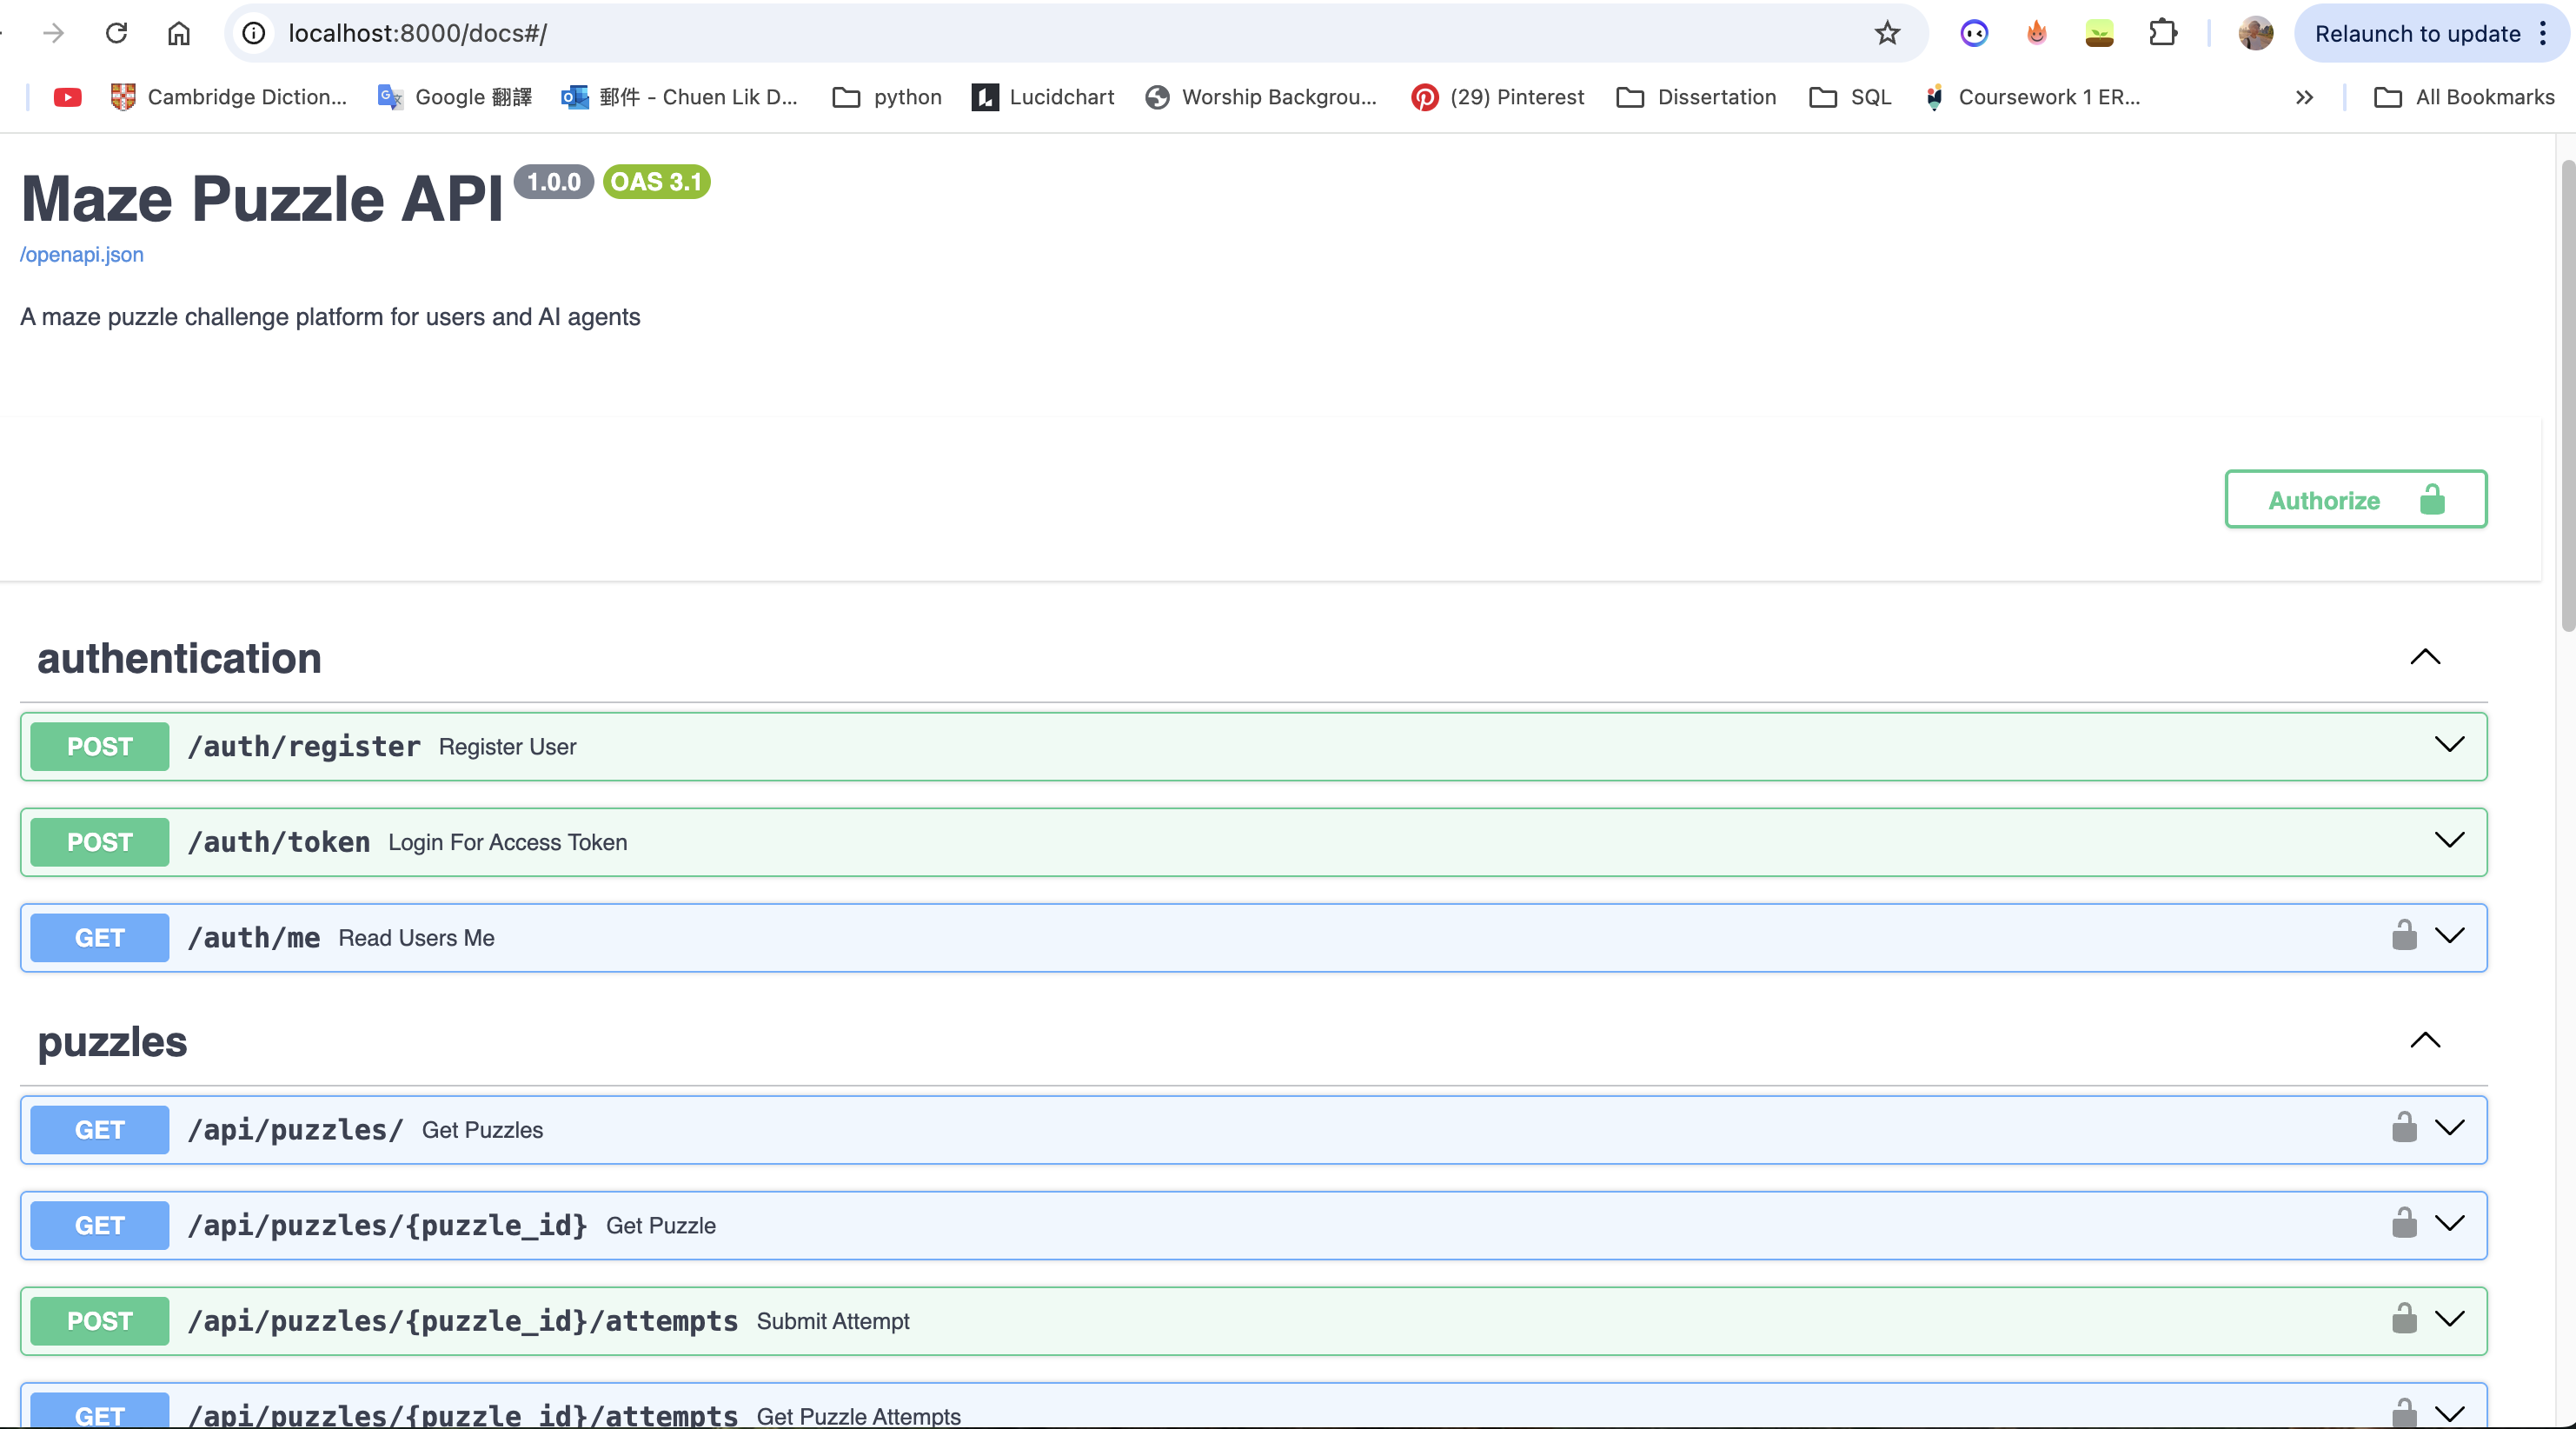 localhost:8000/docs#/
Relaunch to update
Cambridge Diction...
Google 翻譯
郵件 - Chuen Lik D...
python
Lucidchart
Worship Backgrou...
(29) Pinterest
Dissertation
SQL
Coursework 1 ER...
All Bookmarks
Maze Puzzle API 1.0.0 OAS 3.1
/openapi.json
A maze puzzle challenge platform for users and AI agents
Authorize
authentication
POST /auth/register Register User
POST /auth/token Login For Access Token
GET /auth/me Read Users Me
puzzles
GET /api/puzzles/ Get Puzzles
GET /api/puzzles/{puzzle_id} Get Puzzle
POST /api/puzzles/{puzzle_id}/attempts Submit Attempt
GET /api/puzzles/{puzzle_id}/attempts Get Puzzle Attempts